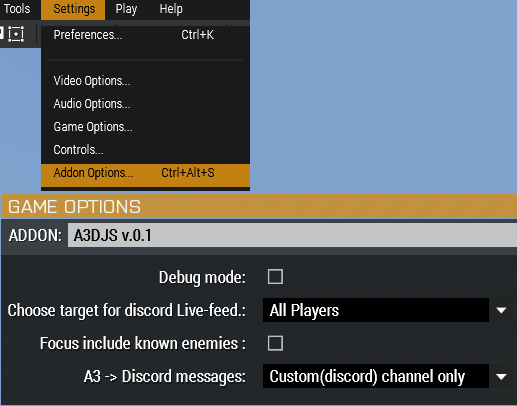 Tools Settings Play Help
Preferences... Ctrl+K
Video Options...
Audio Options...
Game Options...
Controls...
Addon Options... Ctrl+Alt+S
GAME OPTIONS
ADDON: A3DJS v.0.1
Debug mode:
Choose target for discord Live-feed.: All Players
Focus include known enemies :
A3 -> Discord messages: Custom(discord) channel only